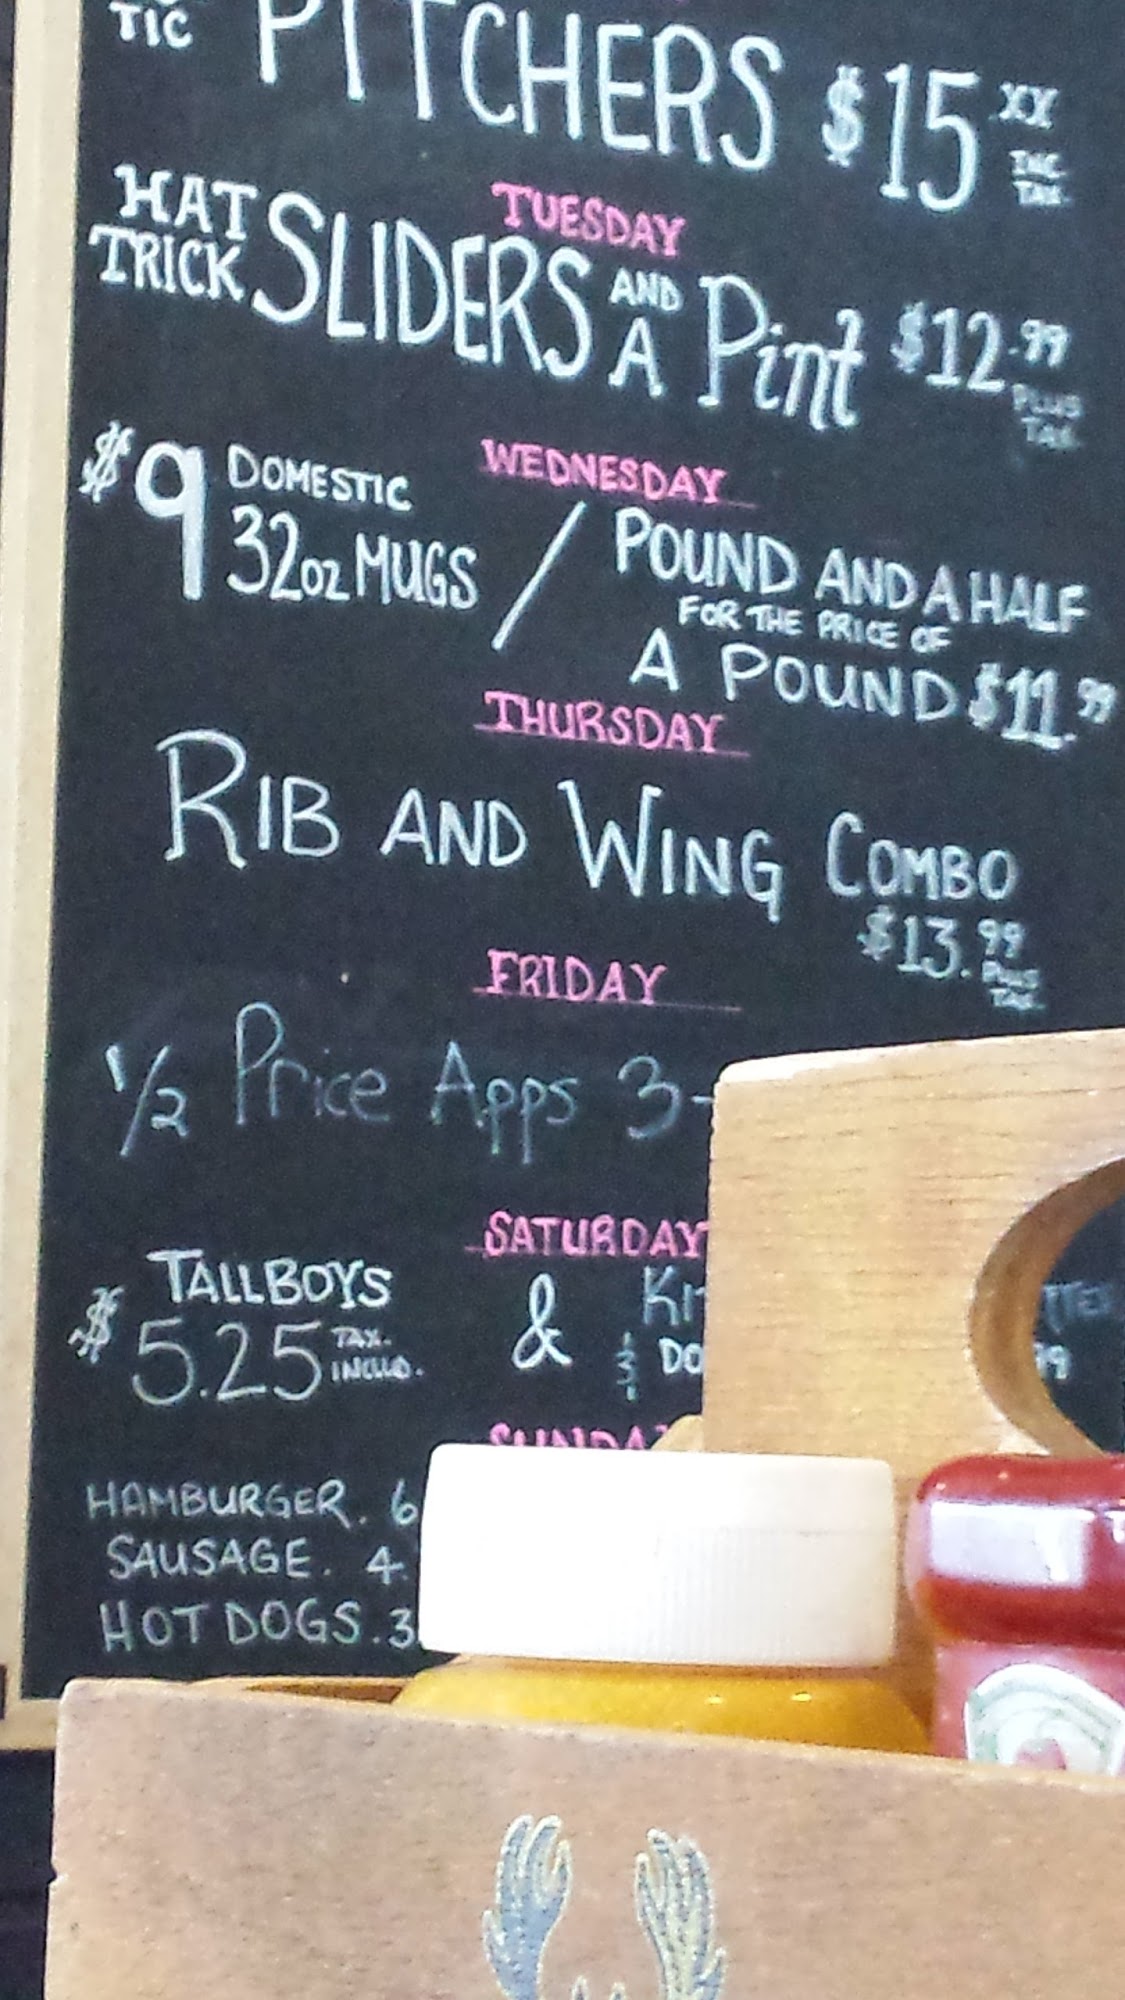 TIC PITCHERS $15.XX INC. TAX.
TUESDAY
HAT TRICK SLIDERS AND A Pint $12.99 PLUS TAX.
WEDNESDAY
$9 DOMESTIC 32oz MUGS / POUND AND A HALF
FOR THE PRICE OF
A POUND $11.99
THURSDAY
RIB AND WING COMBO
$13.99 PLUS TAX.
FRIDAY
1/2 Price Apps 3-
SATURDAY
TALLBOYS
$5.25 TAX. INCLUD. &
SUNDAY
HAMBURGER. 6
SAUSAGE. 4.
HOT DOGS. 3